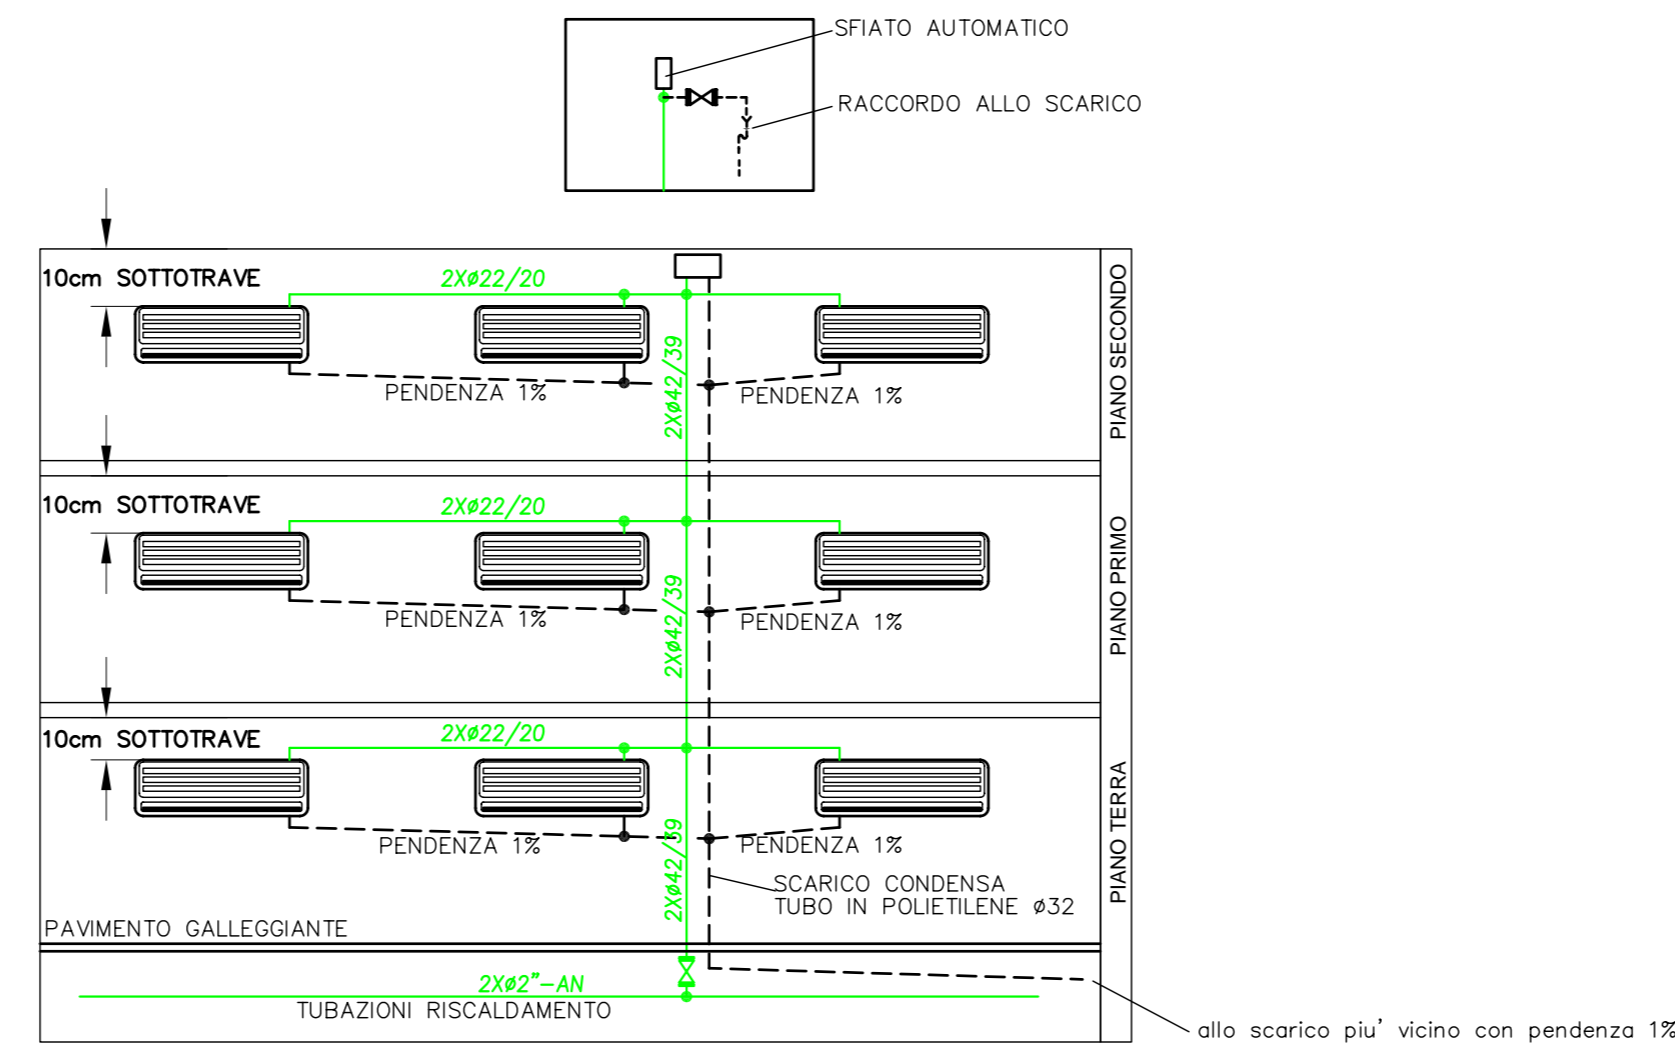 SFIATO AUTOMATICO
RACCORDO ALLO SCARICO
10cm SOTTOTRAVE
2Xø22/20
2Xø42/39
PENDENZA 1%
PENDENZA 1%
PIANO SECONDO
10cm SOTTOTRAVE
2Xø22/20
2Xø42/39
PENDENZA 1%
PENDENZA 1%
PIANO PRIMO
10cm SOTTOTRAVE
2Xø22/20
2Xø42/39
PENDENZA 1%
PENDENZA 1%
PIANO TERRA
SCARICO CONDENSA
TUBO IN POLIETILENE ø32
PAVIMENTO GALLEGGIANTE
2Xø2"-AN
TUBAZIONI RISCALDAMENTO
allo scarico piu' vicino con pendenza 1%